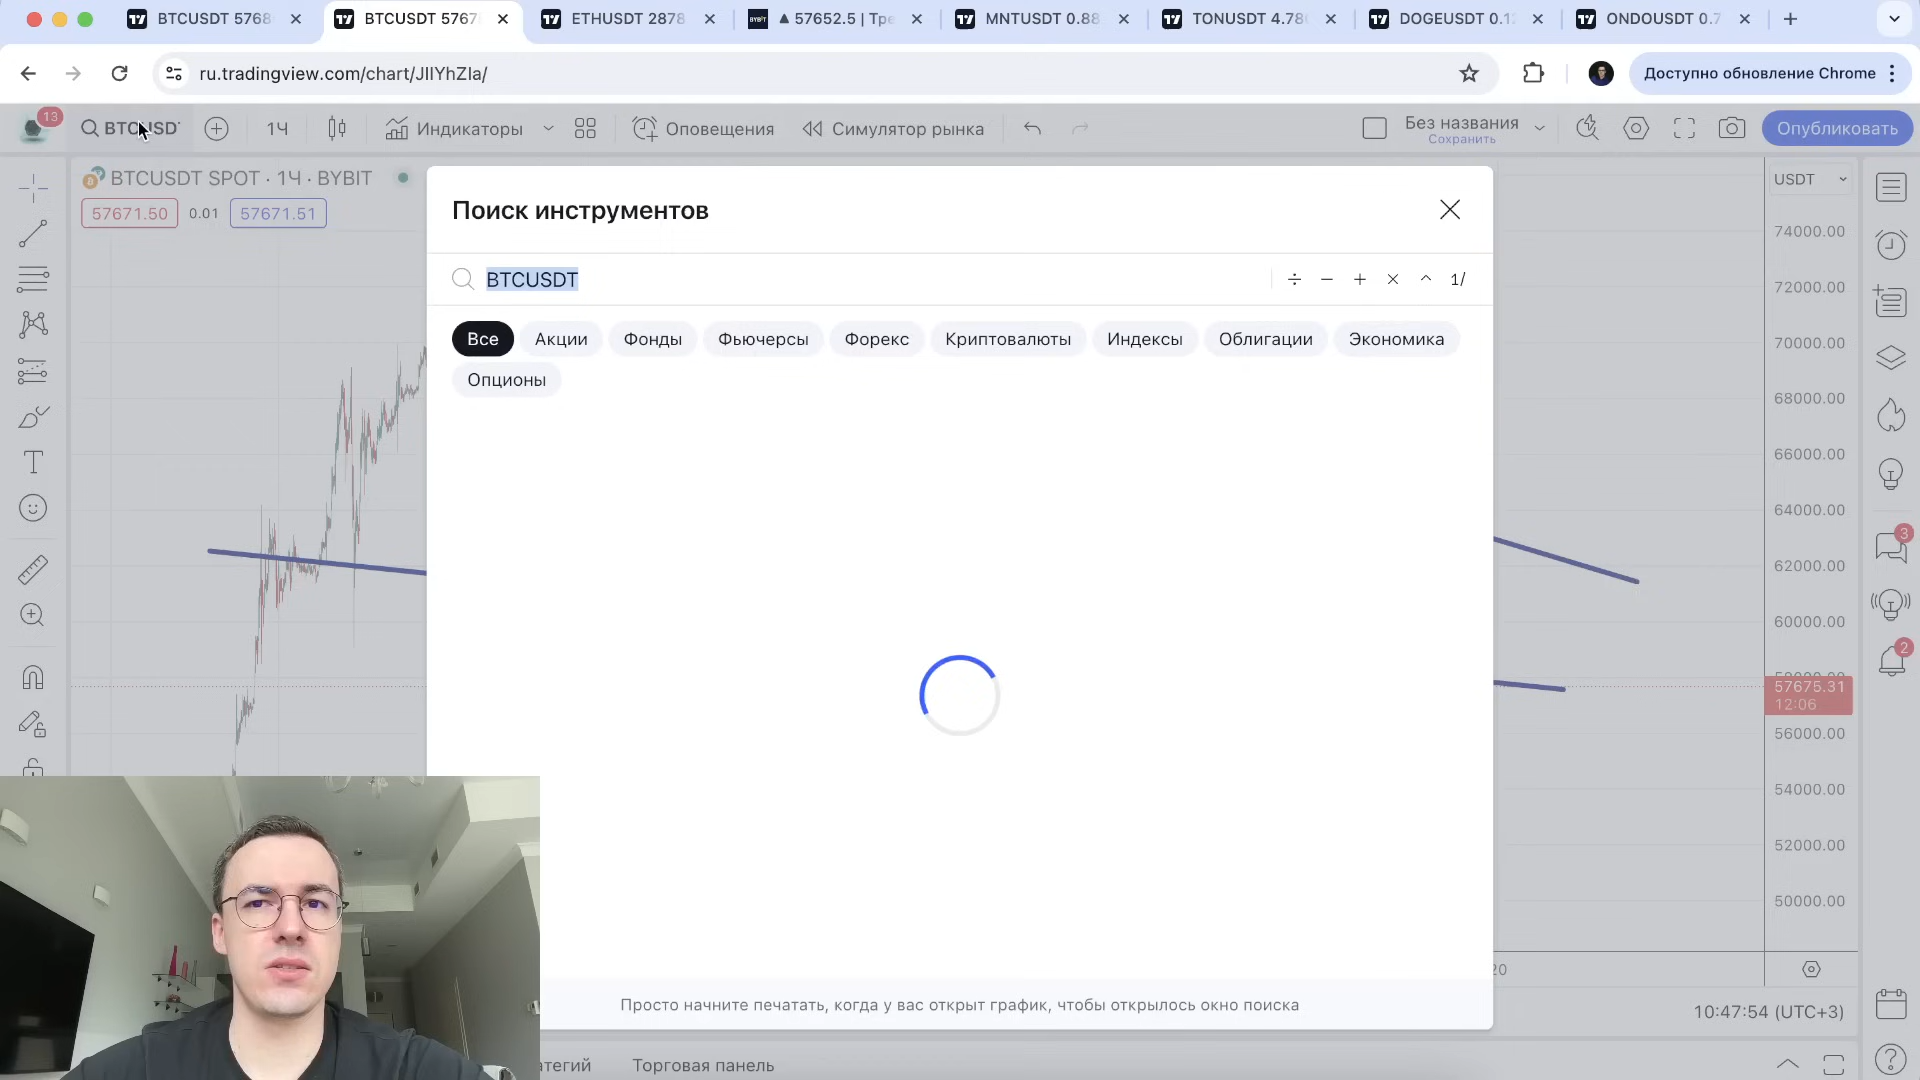 BTCUSDT 5768
BTCUSDT 5767
ETHUSDT 2878
BYBIT
57652.5 | Тре
MNTUSDT 0.88
TONUSDT 4.78
DOGEUSDT 0.1
ONDOUSDT 0.7
ru.tradingview.com/chart/JIlYhZla/
Доступно обновление Chrome
13
BTCUSDT
1Ч
Индикаторы
Оповещения
Симулятор рынка
Без названия
Сохранить
Опубликовать
BTCUSDT SPOT · 1Ч · BYBIT
57671.50
0.01
57671.51
USDT
Поиск инструментов
BTCUSDT
÷ − + × ^ 1/
Все
Акции
Фонды
Фьючерсы
Форекс
Криптовалюты
Индексы
Облигации
Экономика
Опционы
74000.00
72000.00
70000.00
68000.00
66000.00
64000.00
62000.00
60000.00
57675.31
12:06
56000.00
54000.00
52000.00
50000.00
3
2
20
Просто начните печатать, когда у вас открыт график, чтобы открылось окно поиска
10:47:54 (UTC+3)
атегий
Торговая панель